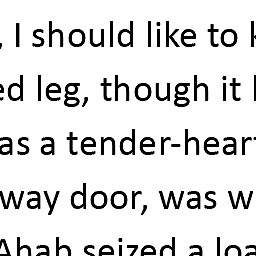 , I should like to
ed leg, though it
as a tender-heart
way door, was w
Ahab seized a loa